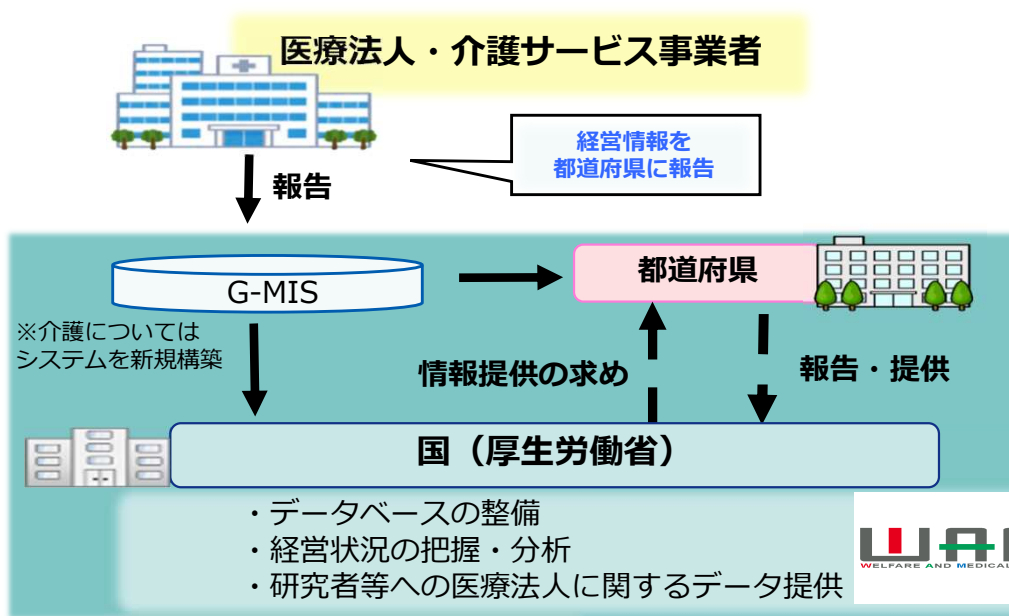 医療法人・介護サービス事業者
経営情報を
都道府県に報告
報告
G-MIS
都道府県
※介護については
システムを新規構築
情報提供の求め
報告・提供
国（厚生労働省）
・データベースの整備
・経営状況の把握・分析
・研究者等への医療法人に関するデータ提供
WELFARE AND MEDICAL